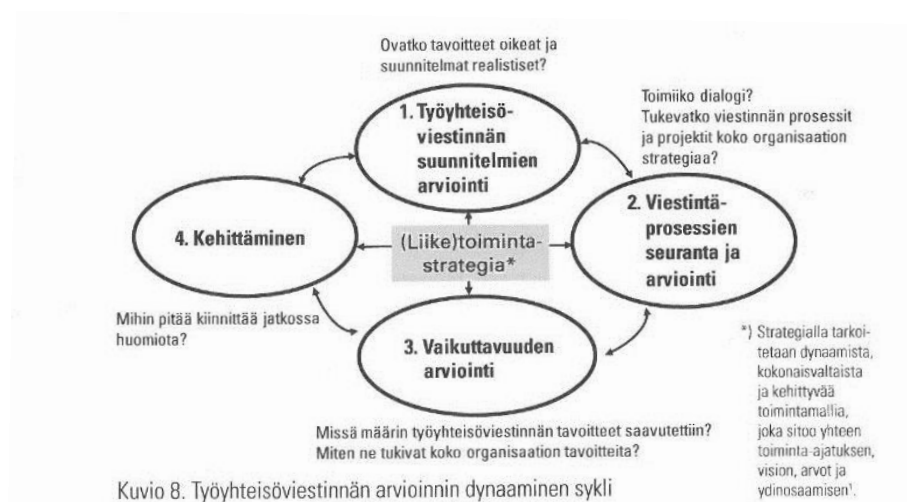 Ovatko tavoitteet oikeat ja
suunnitelmat realistiset?
1. Työyhteisö-
viestinnän
suunnitelmien
arviointi
Toimiiko dialogi?
Tukevatko viestinnän prosessit
ja projektit koko organisaation
strategiaa?
2. Viestintä-
prosessien
seuranta ja
arviointi
4. Kehittäminen
(Liike)toiminta-
strategia*
Mihin pitää kiinnittää jatkossa
huomiota?
3. Vaikuttavuuden
arviointi
Missä määrin työyhteisöviestinnän tavoitteet saavutettiin?
Miten ne tukivat koko organisaation tavoitteita?
*) Strategialla tarkoi-
tetaan dynaamista,
kokonaisvaltaista
ja kehittyvää
toimintamallia,
joka sitoo yhteen
toiminta-ajatuksen,
vision, arvot ja
ydinosaamisen¹.
Kuvio 8. Työyhteisöviestinnän arvioinnin dynaaminen sykli